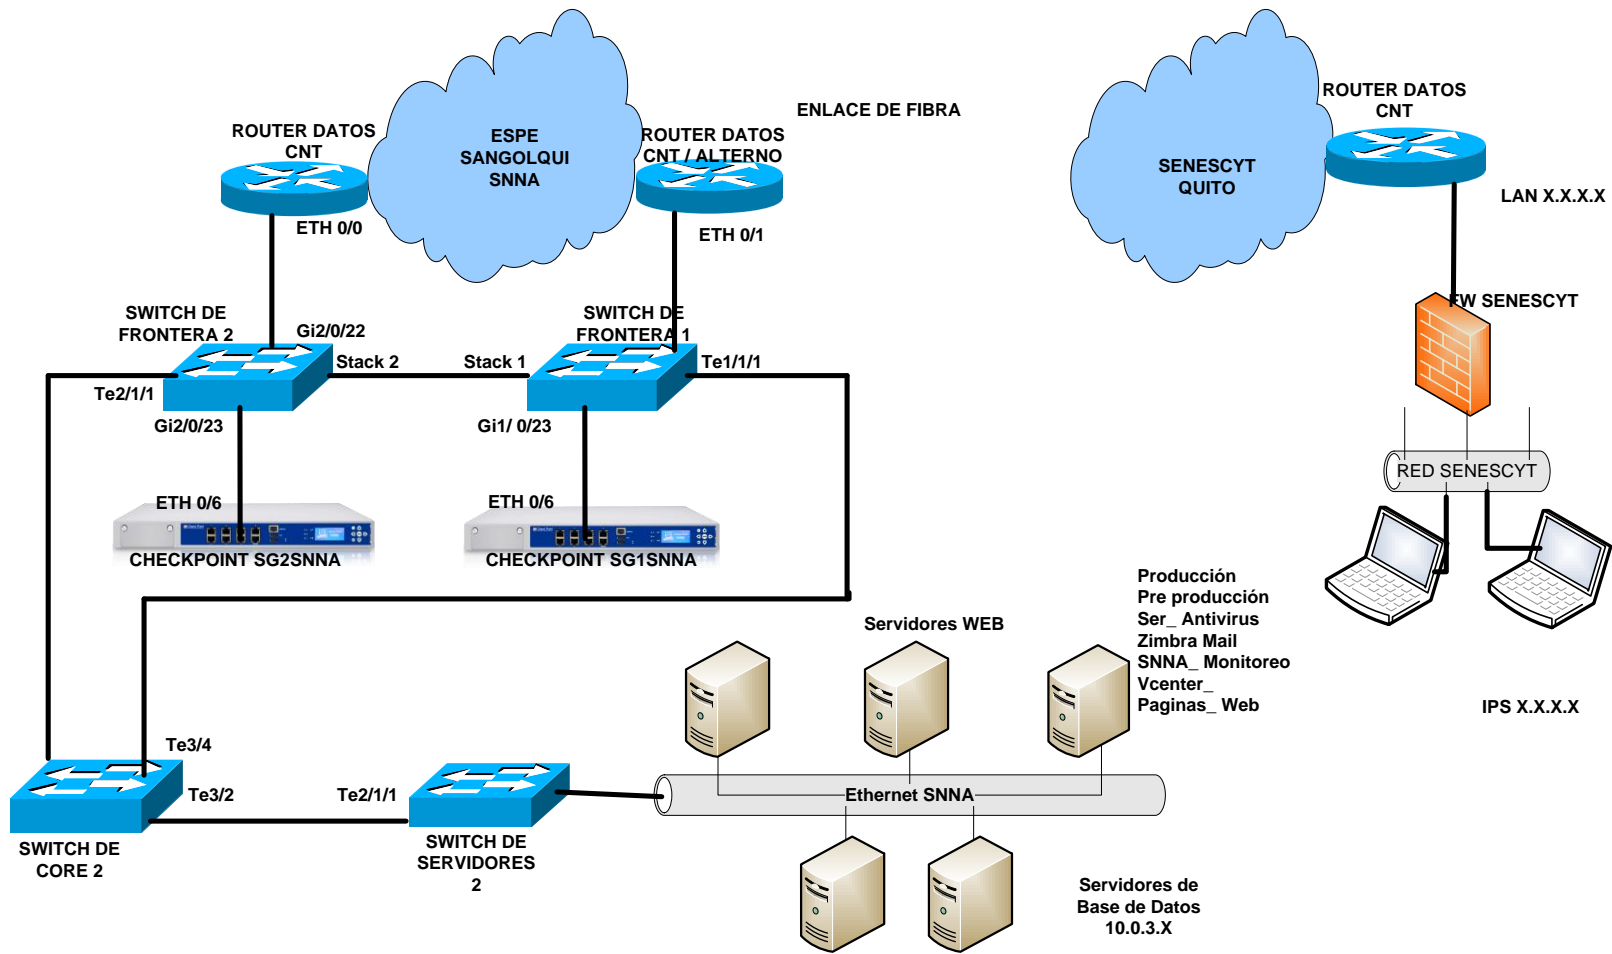 ROUTER DATOS
CNT
ESPE
SANGOLQUI
SNNA
ENLACE DE FIBRA
ROUTER DATOS
CNT / ALTERNO
ETH 0/0
ETH 0/1
SENESCYT
QUITO
ROUTER DATOS
CNT
LAN X.X.X.X
FW SENESCYT
RED SENESCYT
IPS X.X.X.X
SWITCH DE
FRONTERA 2
Gi2/0/22
Stack 2
Stack 1
SWITCH DE
FRONTERA 1
Te1/1/1
Te2/1/1
Gi2/0/23
Gi1/ 0/23
ETH 0/6
ETH 0/6
CHECKPOINT SG2SNNA
CHECKPOINT SG1SNNA
Servidores WEB
Producción
Pre producción
Ser_ Antivirus
Zimbra Mail
SNNA_ Monitoreo
Vcenter_
Paginas_ Web
Te3/4
Te3/2
Te2/1/1
SWITCH DE
CORE 2
SWITCH DE
SERVIDORES
2
Ethernet SNNA
Servidores de
Base de Datos
10.0.3.X